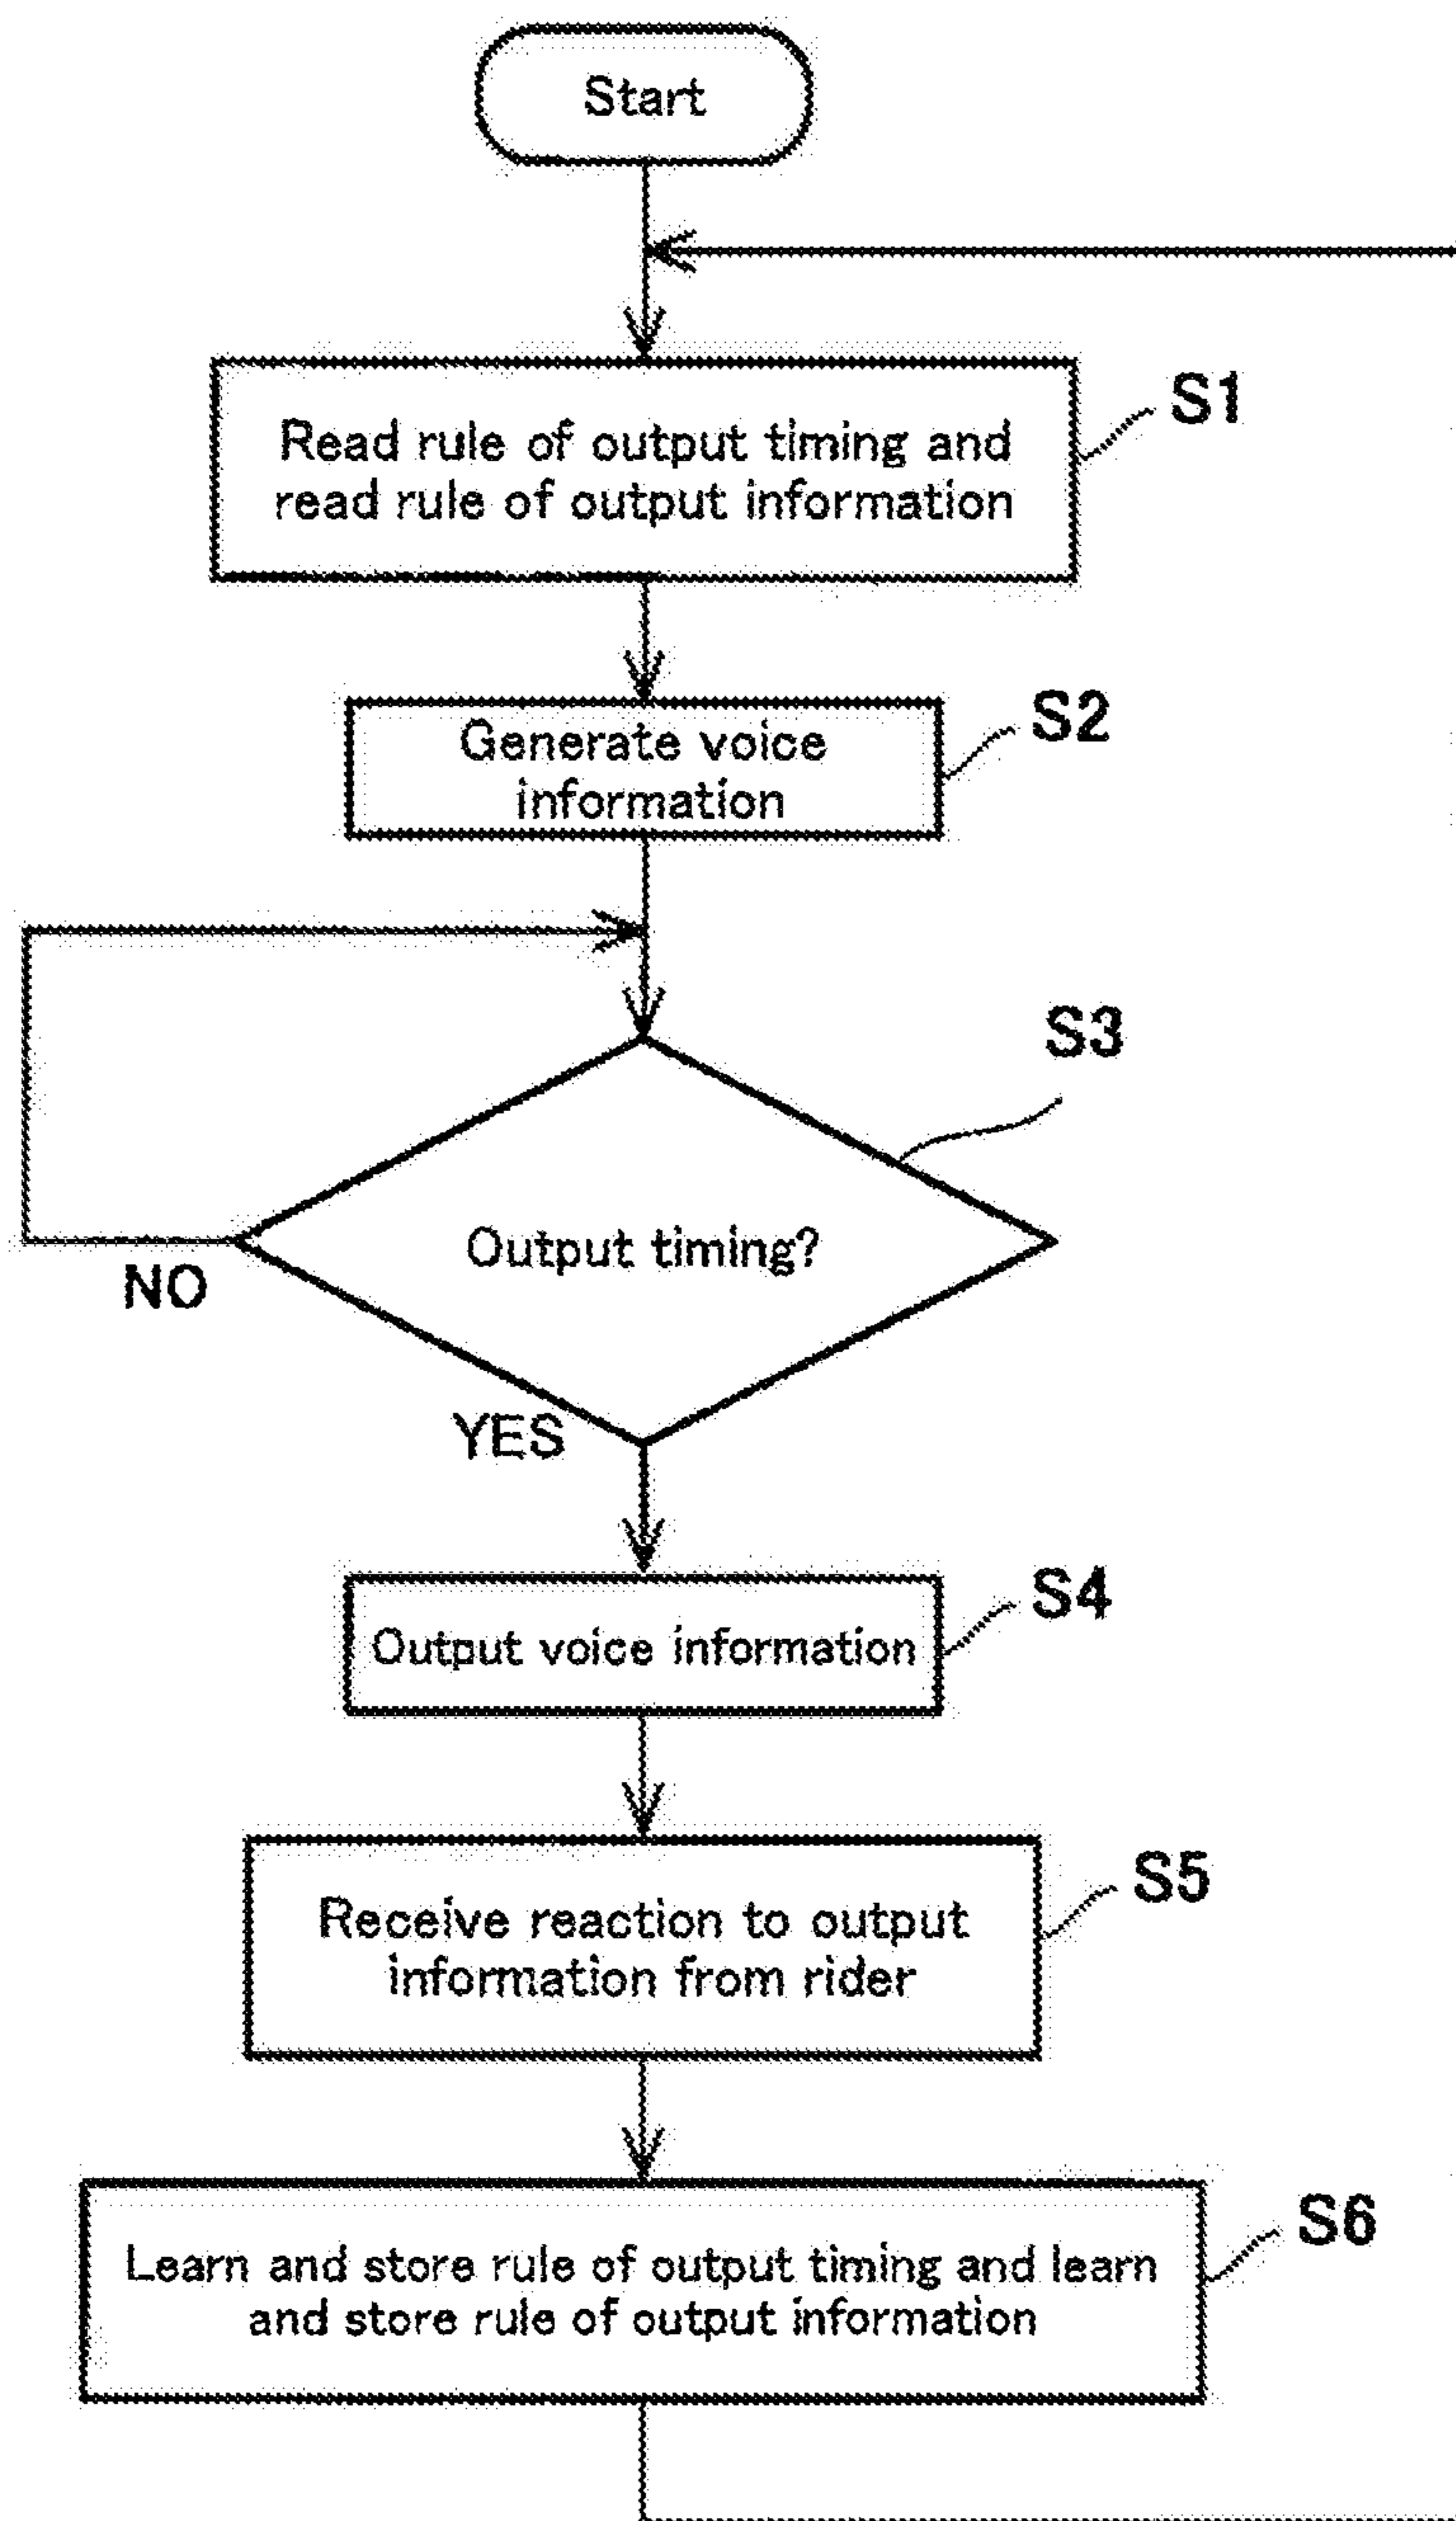 Start
S1
Read rule of output timing and
read rule of output information
S2
Generate voice
information
S3
Output timing?
NO
YES
S4
Output voice information
S5
Receive reaction to output
information from rider
S6
Learn and store rule of output timing and learn
and store rule of output information